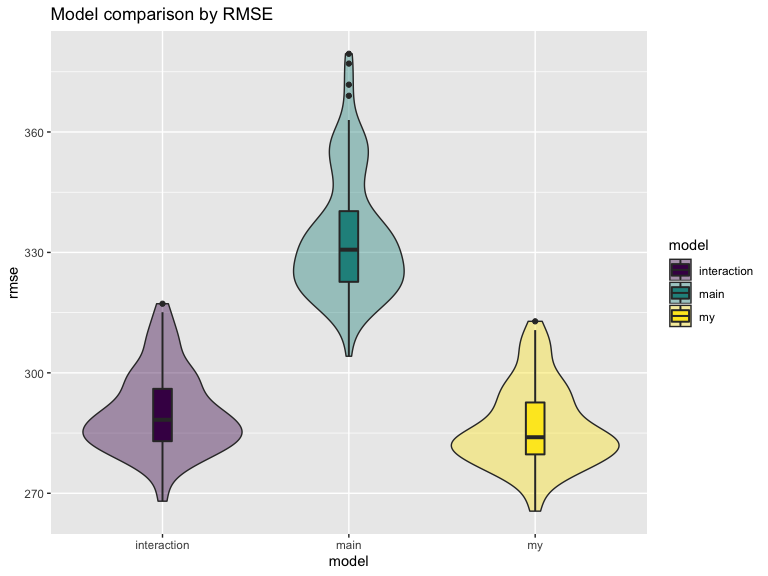 Model comparison by RMSE
360
330
300
270
rmse
interaction
main
my
model
model
interaction
main
my